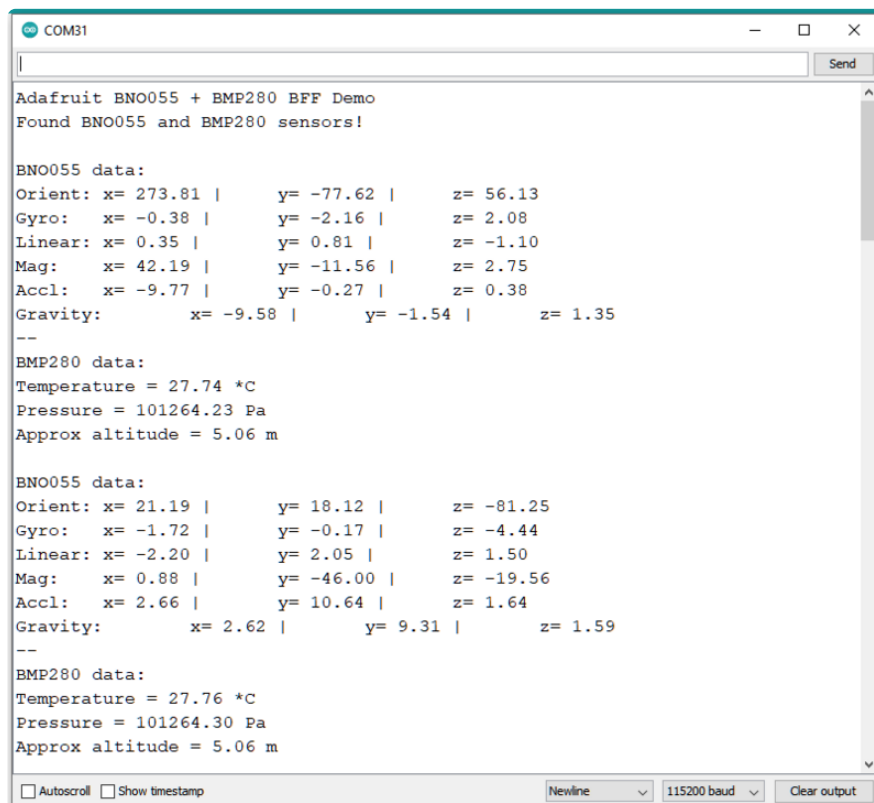 COM31
Send
Adafruit BNO055 + BMP280 BFF Demo
Found BNO055 and BMP280 sensors!
BNO055 data:
Orient: x= 273.81 | y= -77.62 | z= 56.13
Gyro: x= -0.38 | y= -2.16 | z= 2.08
Linear: x= 0.35 | y= 0.81 | z= -1.10
Mag: x= 42.19 | y= -11.56 | z= 2.75
Accl: x= -9.77 | y= -0.27 | z= 0.38
Gravity: x= -9.58 | y= -1.54 | z= 1.35
--
BMP280 data:
Temperature = 27.74 *C
Pressure = 101264.23 Pa
Approx altitude = 5.06 m
BNO055 data:
Orient: x= 21.19 | y= 18.12 | z= -81.25
Gyro: x= -1.72 | y= -0.17 | z= -4.44
Linear: x= -2.20 | y= 2.05 | z= 1.50
Mag: x= 0.88 | y= -46.00 | z= -19.56
Accl: x= 2.66 | y= 10.64 | z= 1.64
Gravity: x= 2.62 | y= 9.31 | z= 1.59
--
BMP280 data:
Temperature = 27.76 *C
Pressure = 101264.30 Pa
Approx altitude = 5.06 m
Autoscroll Show timestamp Newline 115200 baud Clear output